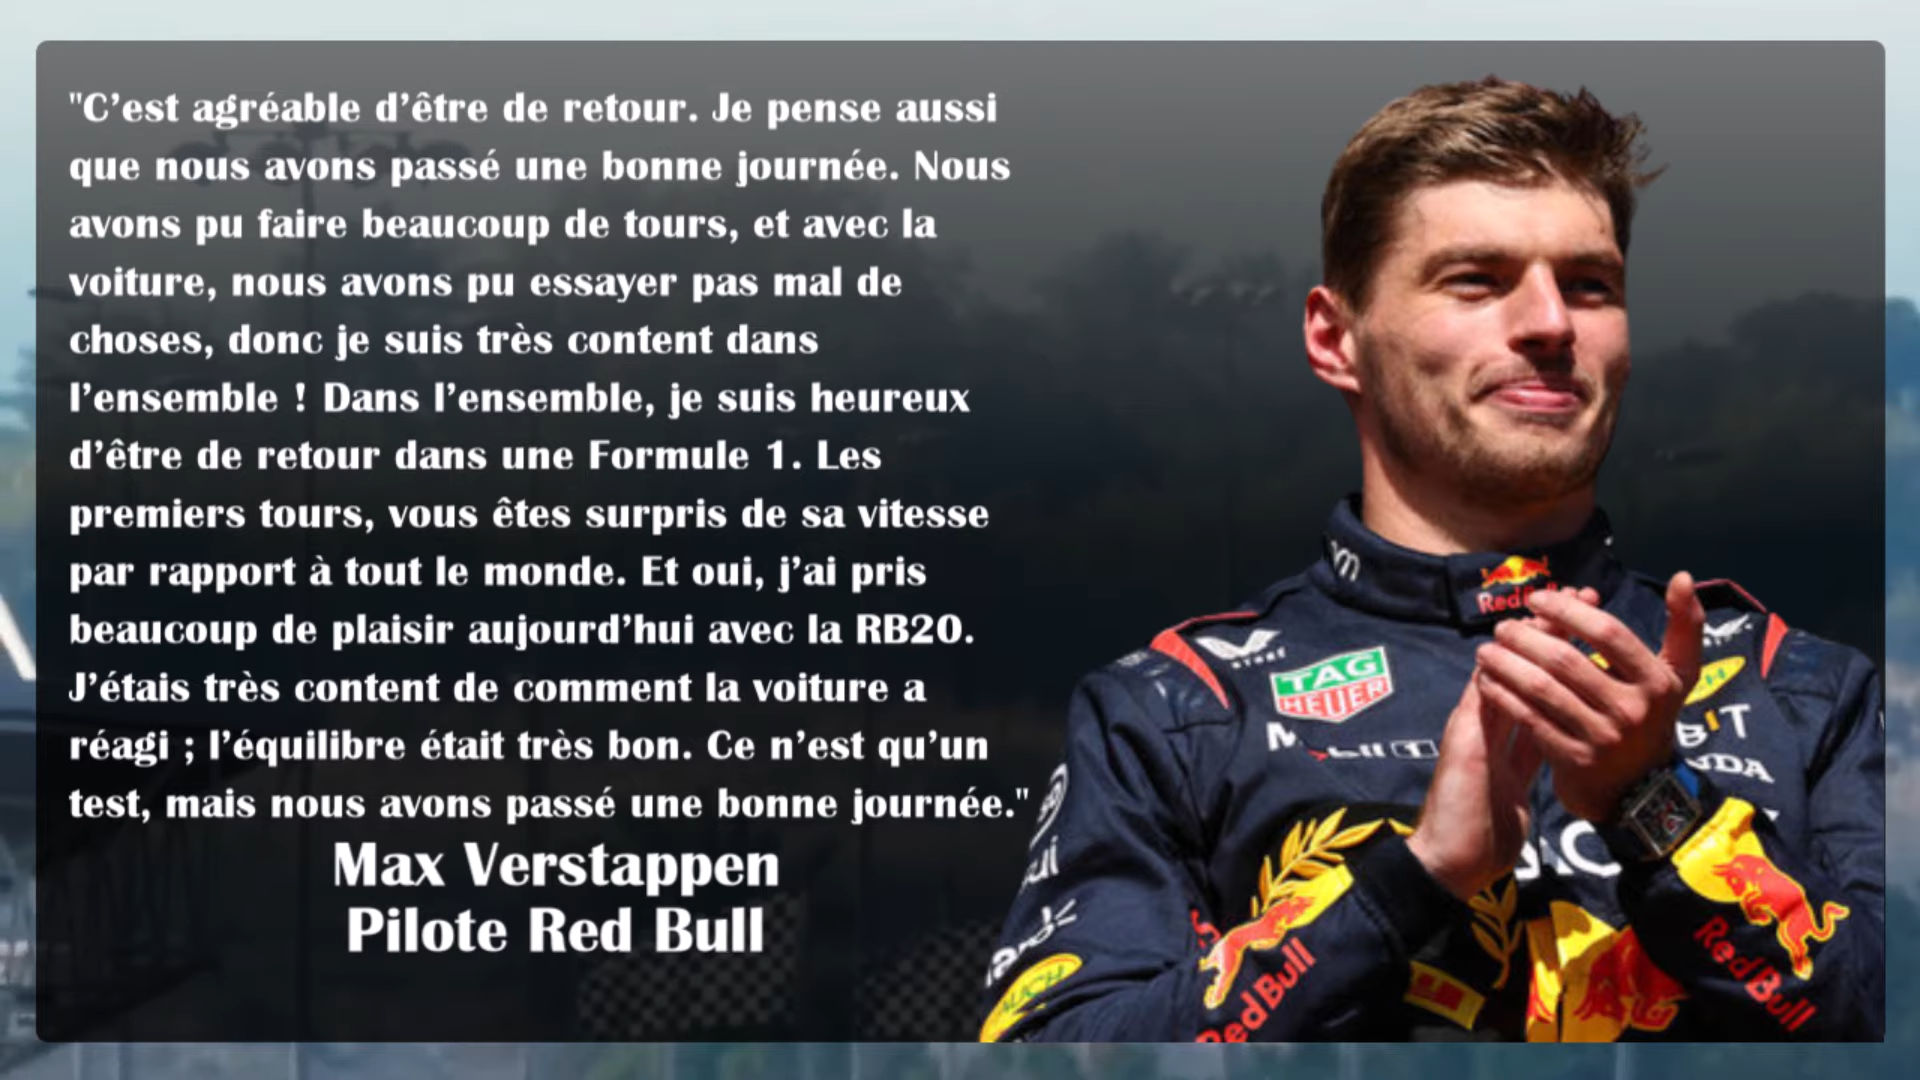 "C’est agréable d’être de retour. Je pense aussi
que nous avons passé une bonne journée. Nous
avons pu faire beaucoup de tours, et avec la
voiture, nous avons pu essayer pas mal de
choses, donc je suis très content dans
l’ensemble ! Dans l’ensemble, je suis heureux
d’être de retour dans une Formule 1. Les
premiers tours, vous êtes surpris de sa vitesse
par rapport à tout le monde. Et oui, j’ai pris
beaucoup de plaisir aujourd’hui avec la RB20.
J’étais très content de comment la voiture a
réagi ; l’équilibre était très bon. Ce n’est qu’un
test, mais nous avons passé une bonne journée."
Max Verstappen
Pilote Red Bull
TAG
HEUER
Red Bull
Red Bull